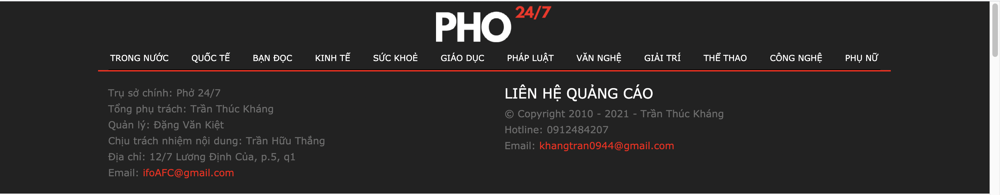 PHO 24/7
TRONG NƯỚC QUỐC TẾ BẠN ĐỌC KINH TẾ SỨC KHOẺ GIÁO DỤC PHÁP LUẬT VĂN NGHỆ GIẢI TRÍ THỂ THAO CÔNG NGHỆ PHỤ NỮ
Trụ sở chính: Phở 24/7
Tổng phụ trách: Trần Thúc Kháng
Quản lý: Đặng Văn Kiệt
Chịu trách nhiệm nội dung: Trần Hữu Thắng
Địa chỉ: 12/7 Lương Định Của, p.5, q1
Email: ifoAFC@gmail.com
LIÊN HỆ QUẢNG CÁO
© Copyright 2010 - 2021 - Trần Thúc Kháng
Hotline: 0912484207
Email: khangtran0944@gmail.com